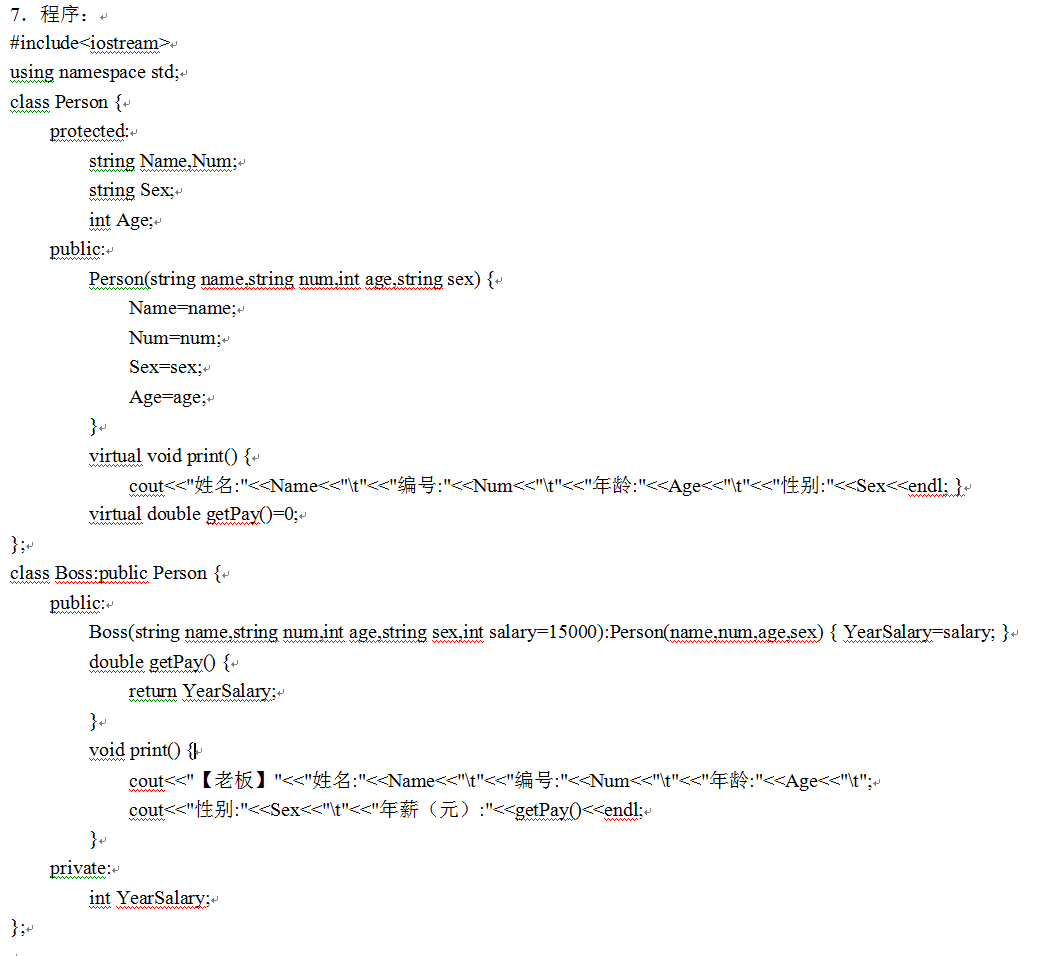 7．程序：
#include<iostream>
using namespace std;
class Person {
protected:
string Name,Num;
string Sex;
int Age;
public:
Person(string name,string num,int age,string sex) {
Name=name;
Num=num;
Sex=sex;
Age=age;
}
virtual void print() {
cout<<"姓名:"<<Name<<"\t"<<"编号:"<<Num<<"\t"<<"年龄:"<<Age<<"\t"<<"性别:"<<Sex<<endl; }
virtual double getPay()=0;
};
class Boss:public Person {
public:
Boss(string name,string num,int age,string sex,int salary=15000):Person(name,num,age,sex) { YearSalary=salary; }
double getPay() {
return YearSalary;
}
void print() {
cout<<"【老板】"<<"姓名:"<<Name<<"\t"<<"编号:"<<Num<<"\t"<<"年龄:"<<Age<<"\t";
cout<<"性别:"<<Sex<<"\t"<<"年薪（元）:"<<getPay()<<endl;
}
private:
int YearSalary;
};